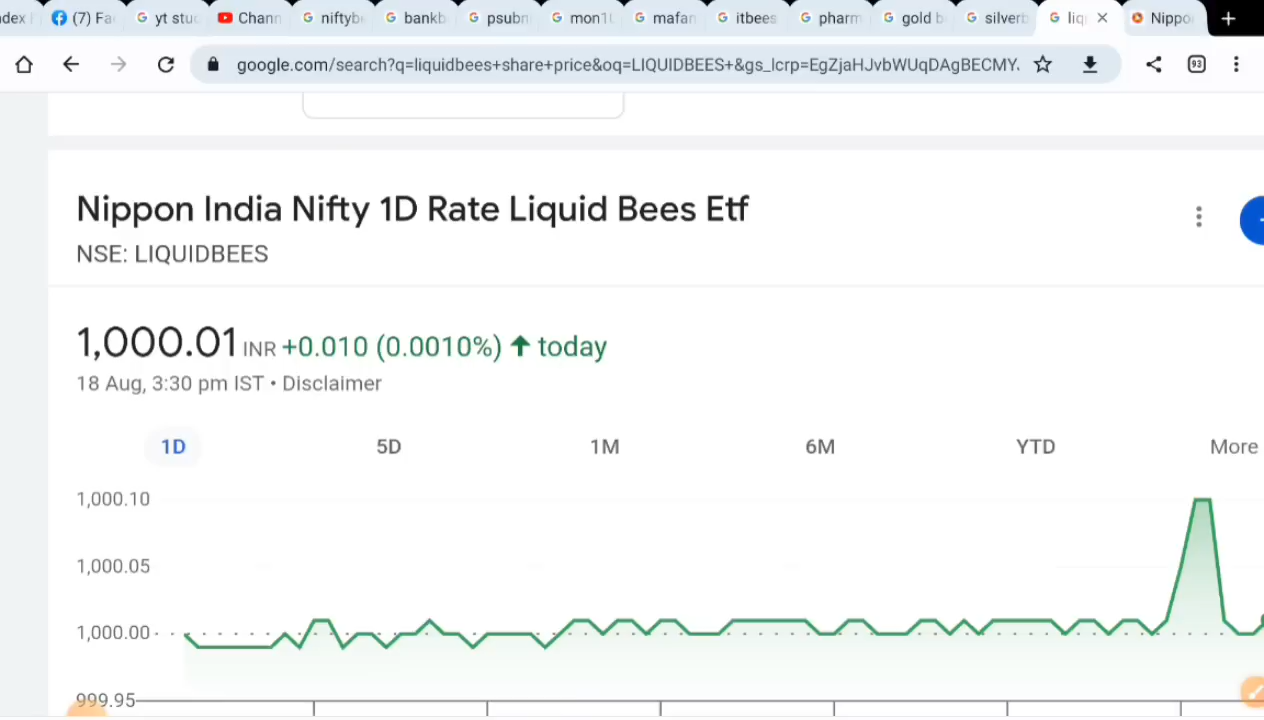 dex
(7) Fa
yt stu
Chann
niftyb
bankb
psubn
mon1
mafan
itbees
pharm
gold b
silverb
liq
Nippo
google.com/search?q=liquidbees+share+price&oq=LIQUIDBEES+&gs_lcrp=EgZjaHJvbWUqDAgBECMY.
93
Nippon India Nifty 1D Rate Liquid Bees Etf
NSE: LIQUIDBEES
1,000.01 INR +0.010 (0.0010%) ↑ today
18 Aug, 3:30 pm IST • Disclaimer
1D 5D 1M 6M YTD More
1,000.10
1,000.05
1,000.00
999.95